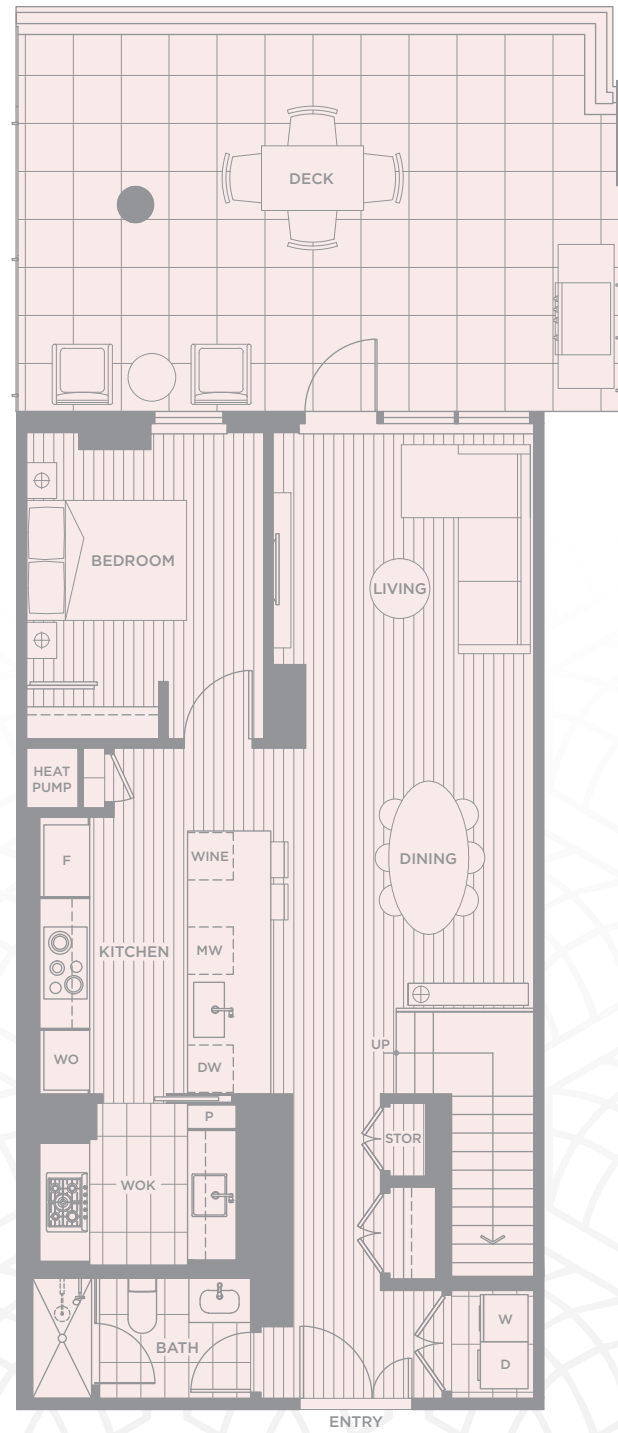 DECK
BEDROOM
LIVING
HEAT
PUMP
WINE
DINING
F
KITCHEN
MW
UP
WO
DW
P
STOR
WOK
W
BATH
D
ENTRY